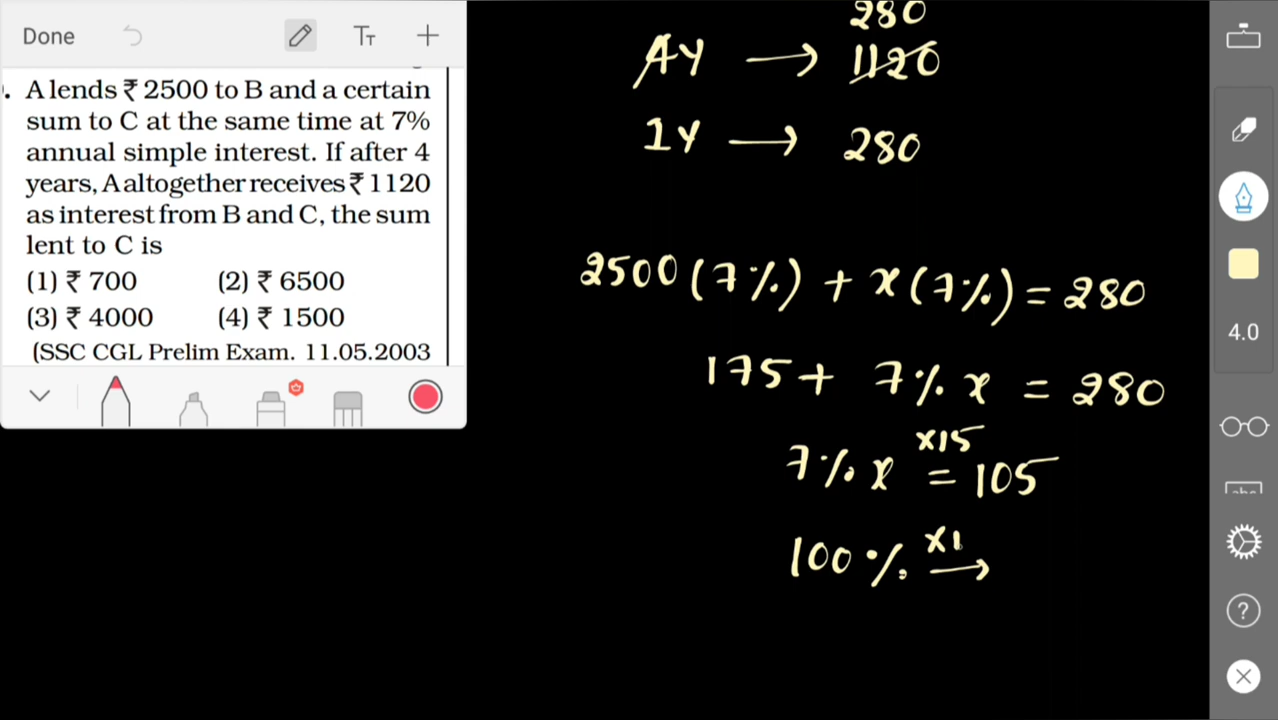 Done
. A lends ₹ 2500 to B and a certain
sum to C at the same time at 7%
annual simple interest. If after 4
years, A altogether receives ₹ 1120
as interest from B and C, the sum
lent to C is
(1) ₹ 700 (2) ₹ 6500
(3) ₹ 4000 (4) ₹ 1500
(SSC CGL Prelim Exam. 11.05.2003
280
4Y → 1120
1Y → 280
2500 (7%) + x (7%) = 280
175 + 7% x = 280
×15
7% x = 105
100% ×1 →
4.0
abc
?